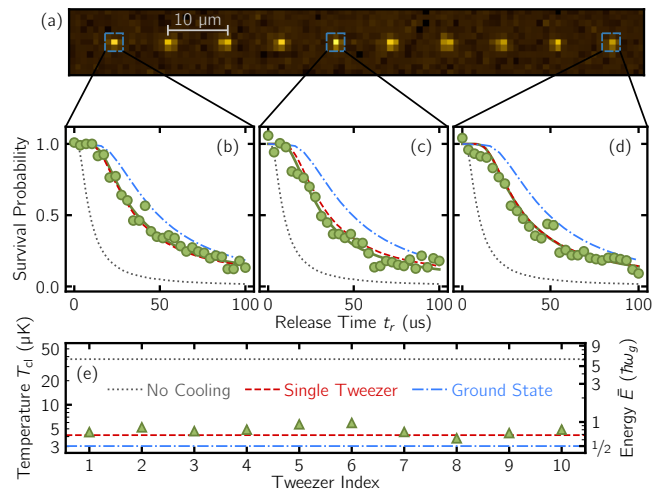 (a)
10 μm
(b)
(c)
(d)
1.0
0.5
0.0
Survival Probability
0 50 100
0 50 100
0 50 100
Release Time t_r (us)
Temperature T_cl (μK)
50
30
10
5
3
(e)
No Cooling
Single Tweezer
Ground State
9
5
3
1
1/2
Energy Ē (ħω_g)
1 2 3 4 5 6 7 8 9 10
Tweezer Index